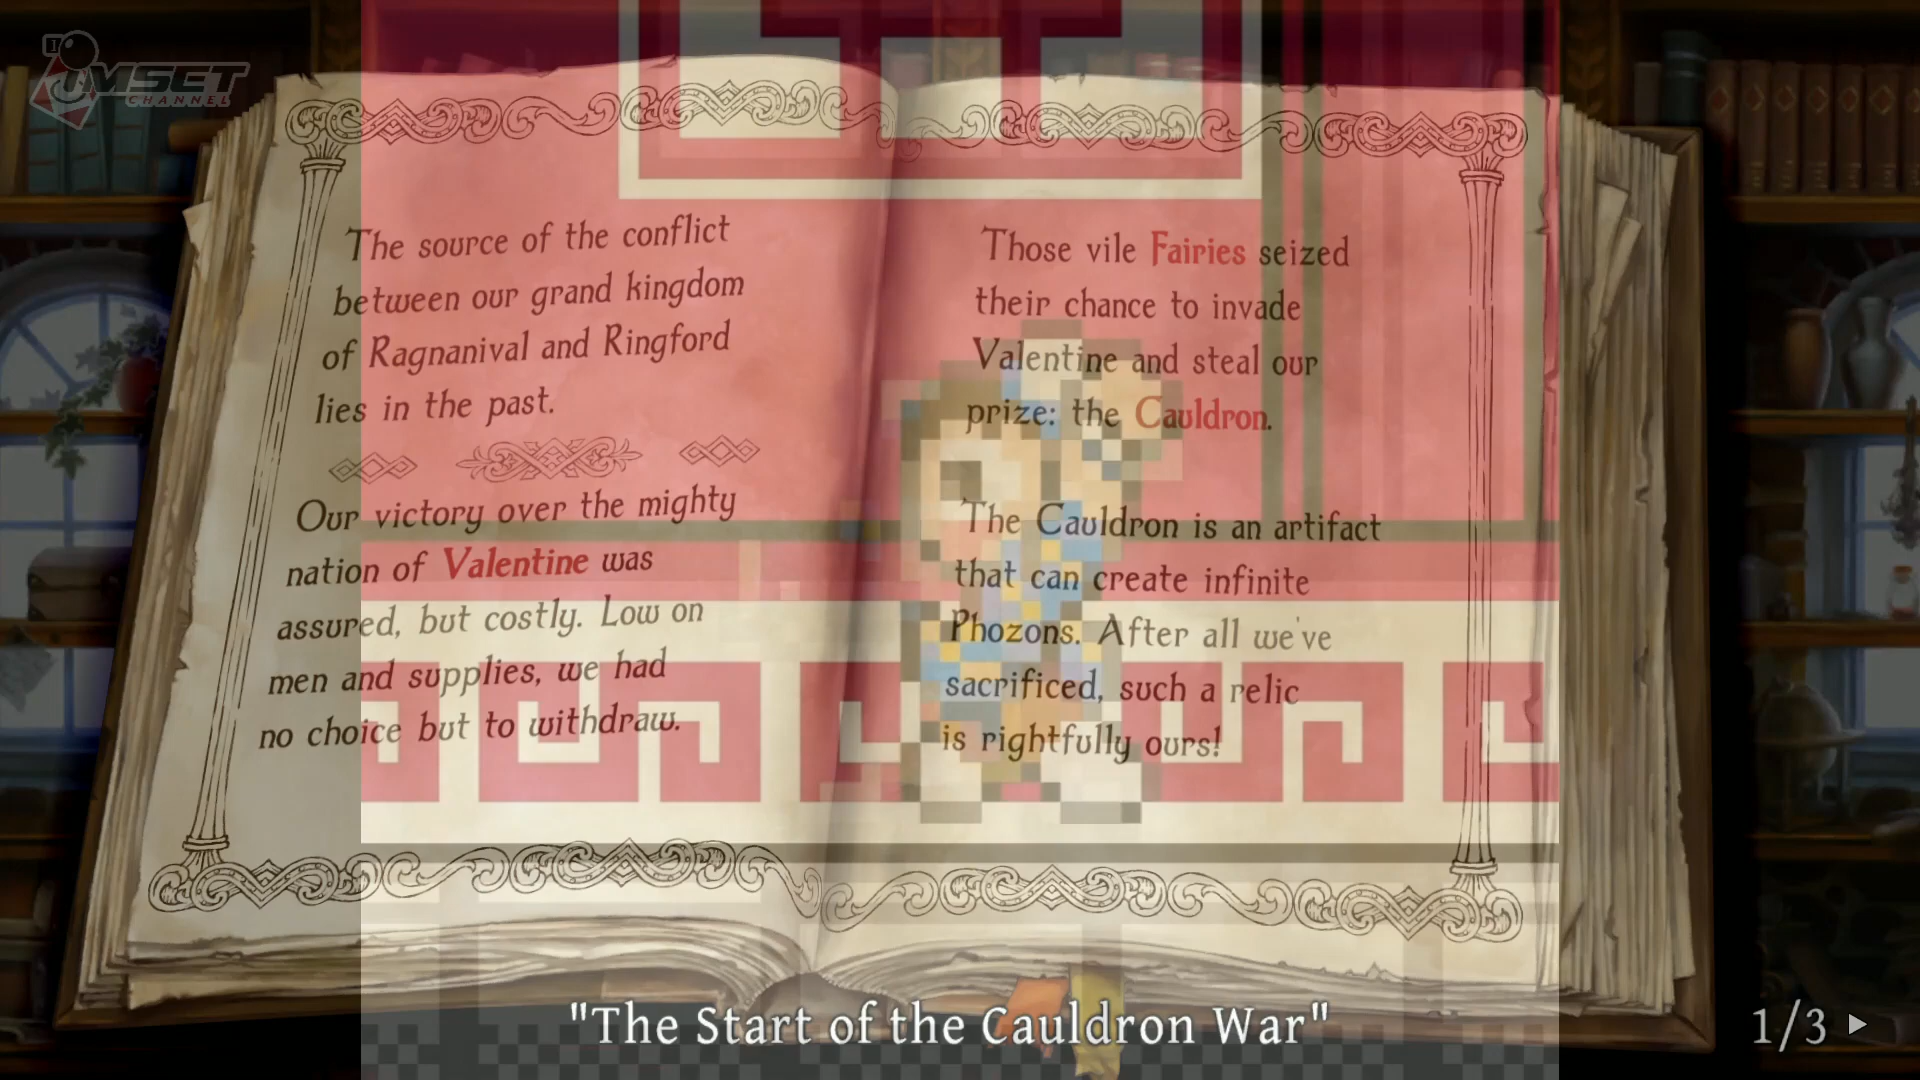 JMSET
CHANNEL
The source of the conflict
between our grand kingdom
of Ragnanival and Ringford
lies in the past.
Our victory over the mighty
nation of Valentine was
assured, but costly. Low on
men and supplies, we had
no choice but to withdraw.
Those vile Fairies seized
their chance to invade
Valentine and steal our
prize: the Cauldron.
The Cauldron is an artifact
that can create infinite
Phozons. After all we've
sacrificed, such a relic
is rightfully ours!
"The Start of the Cauldron War"
1/3